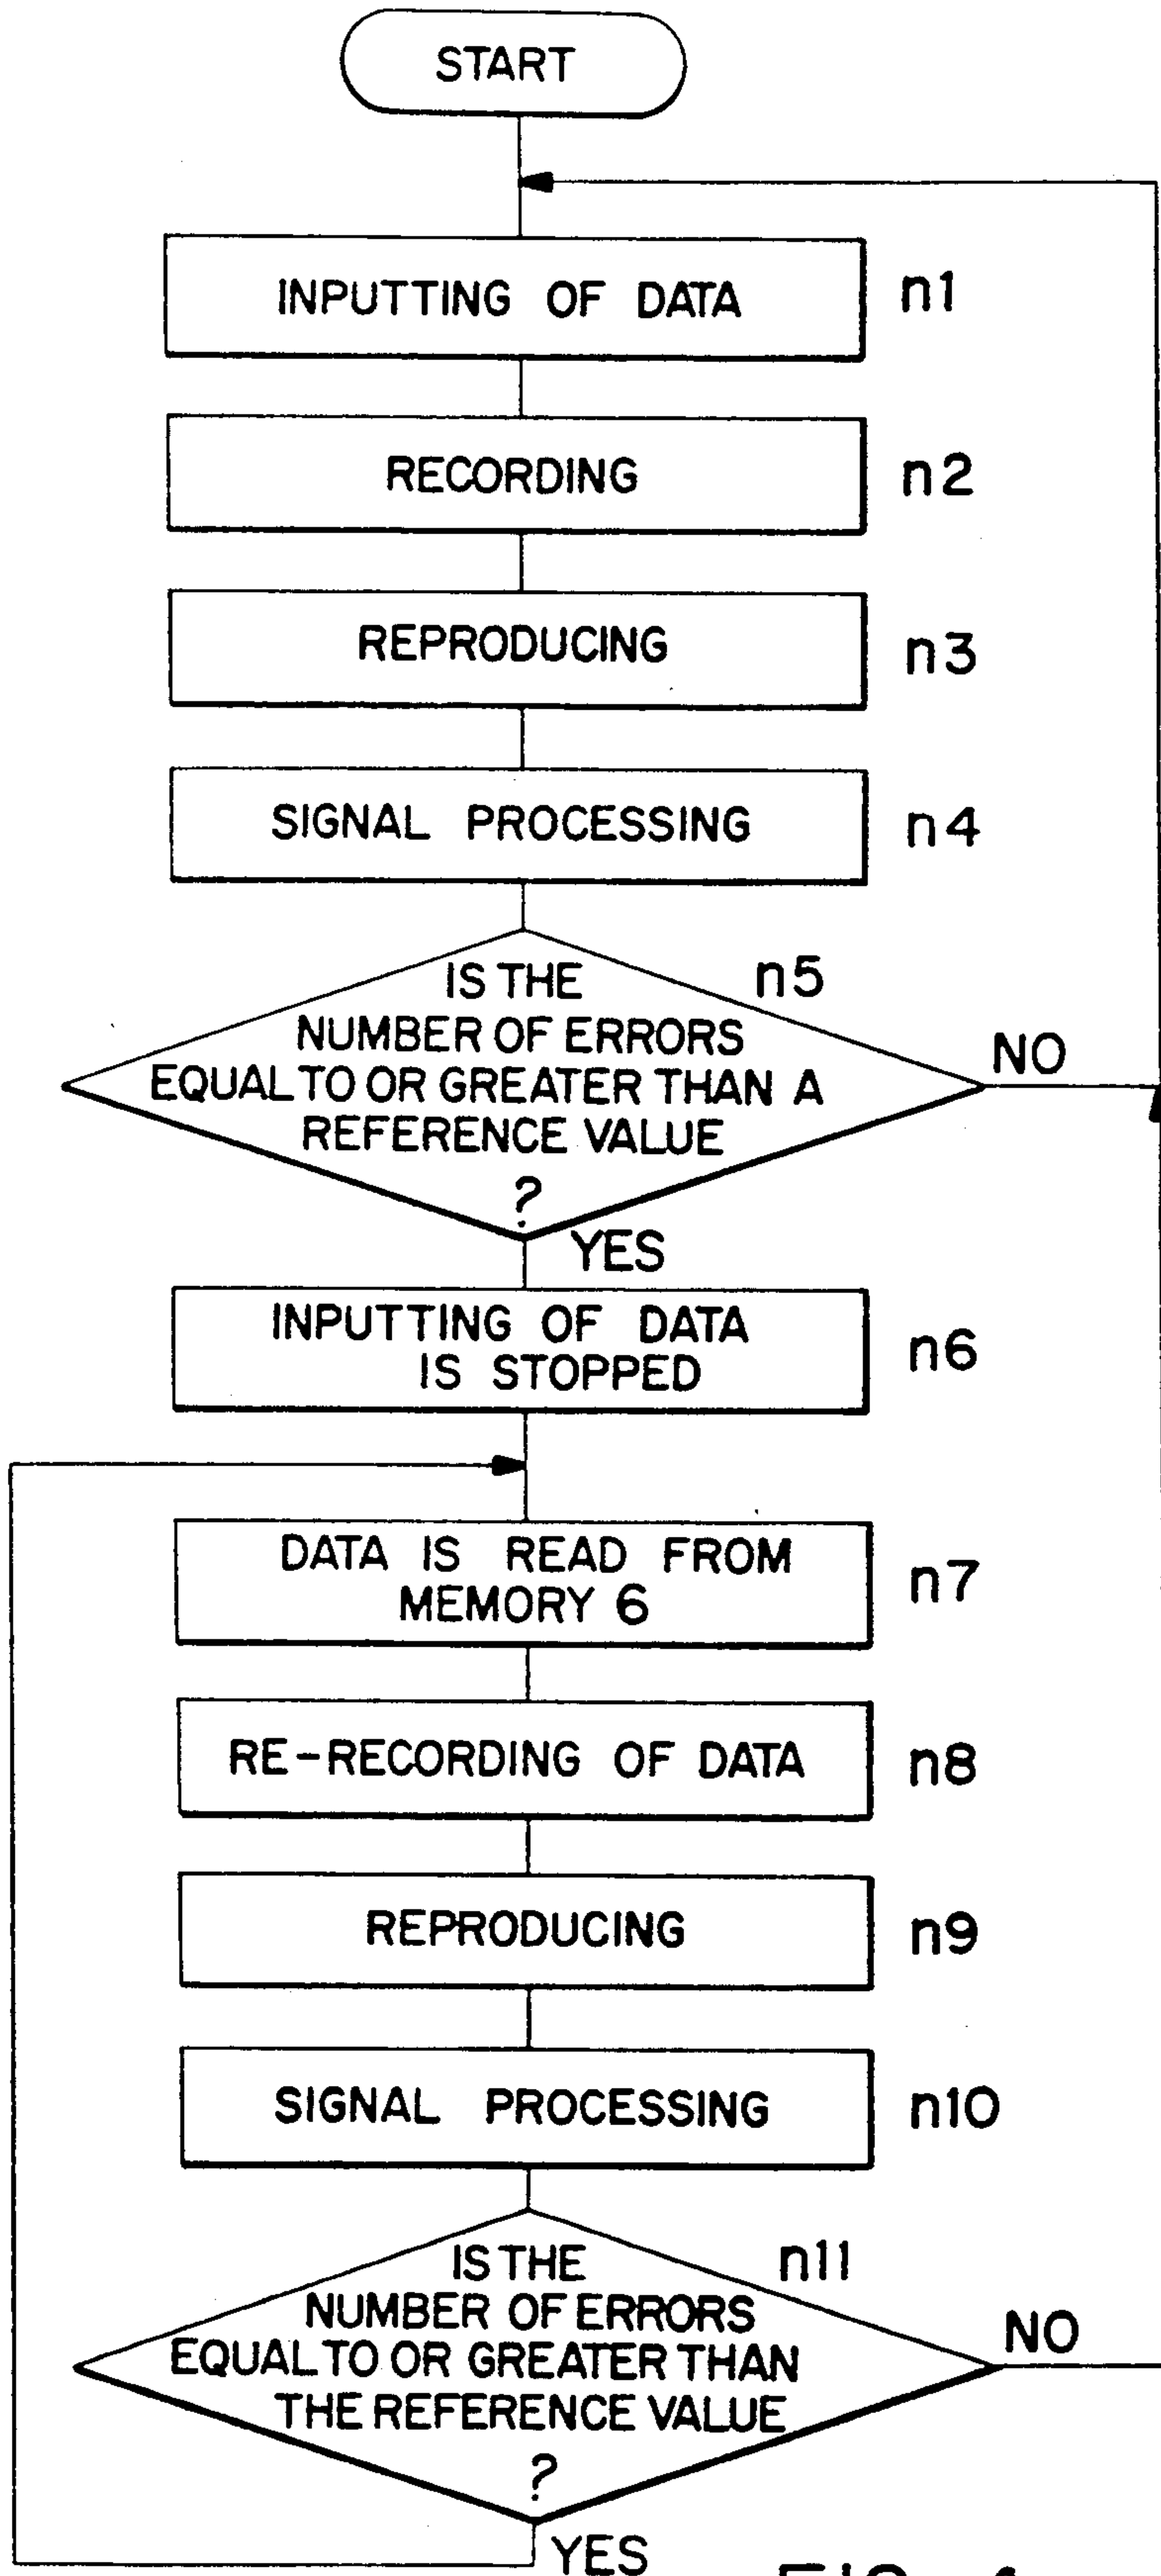 START
INPUTTING OF DATA n1
RECORDING n2
REPRODUCING n3
SIGNAL PROCESSING n4
IS THE n5
NUMBER OF ERRORS
EQUAL TO OR GREATER THAN A
REFERENCE VALUE
?
NO
YES
INPUTTING OF DATA
IS STOPPED
n6
DATA IS READ FROM
MEMORY 6
n7
RE-RECORDING OF DATA n8
REPRODUCING n9
SIGNAL PROCESSING n10
IS THE n11
NUMBER OF ERRORS
EQUAL TO OR GREATER THAN
THE REFERENCE VALUE
?
NO
YES